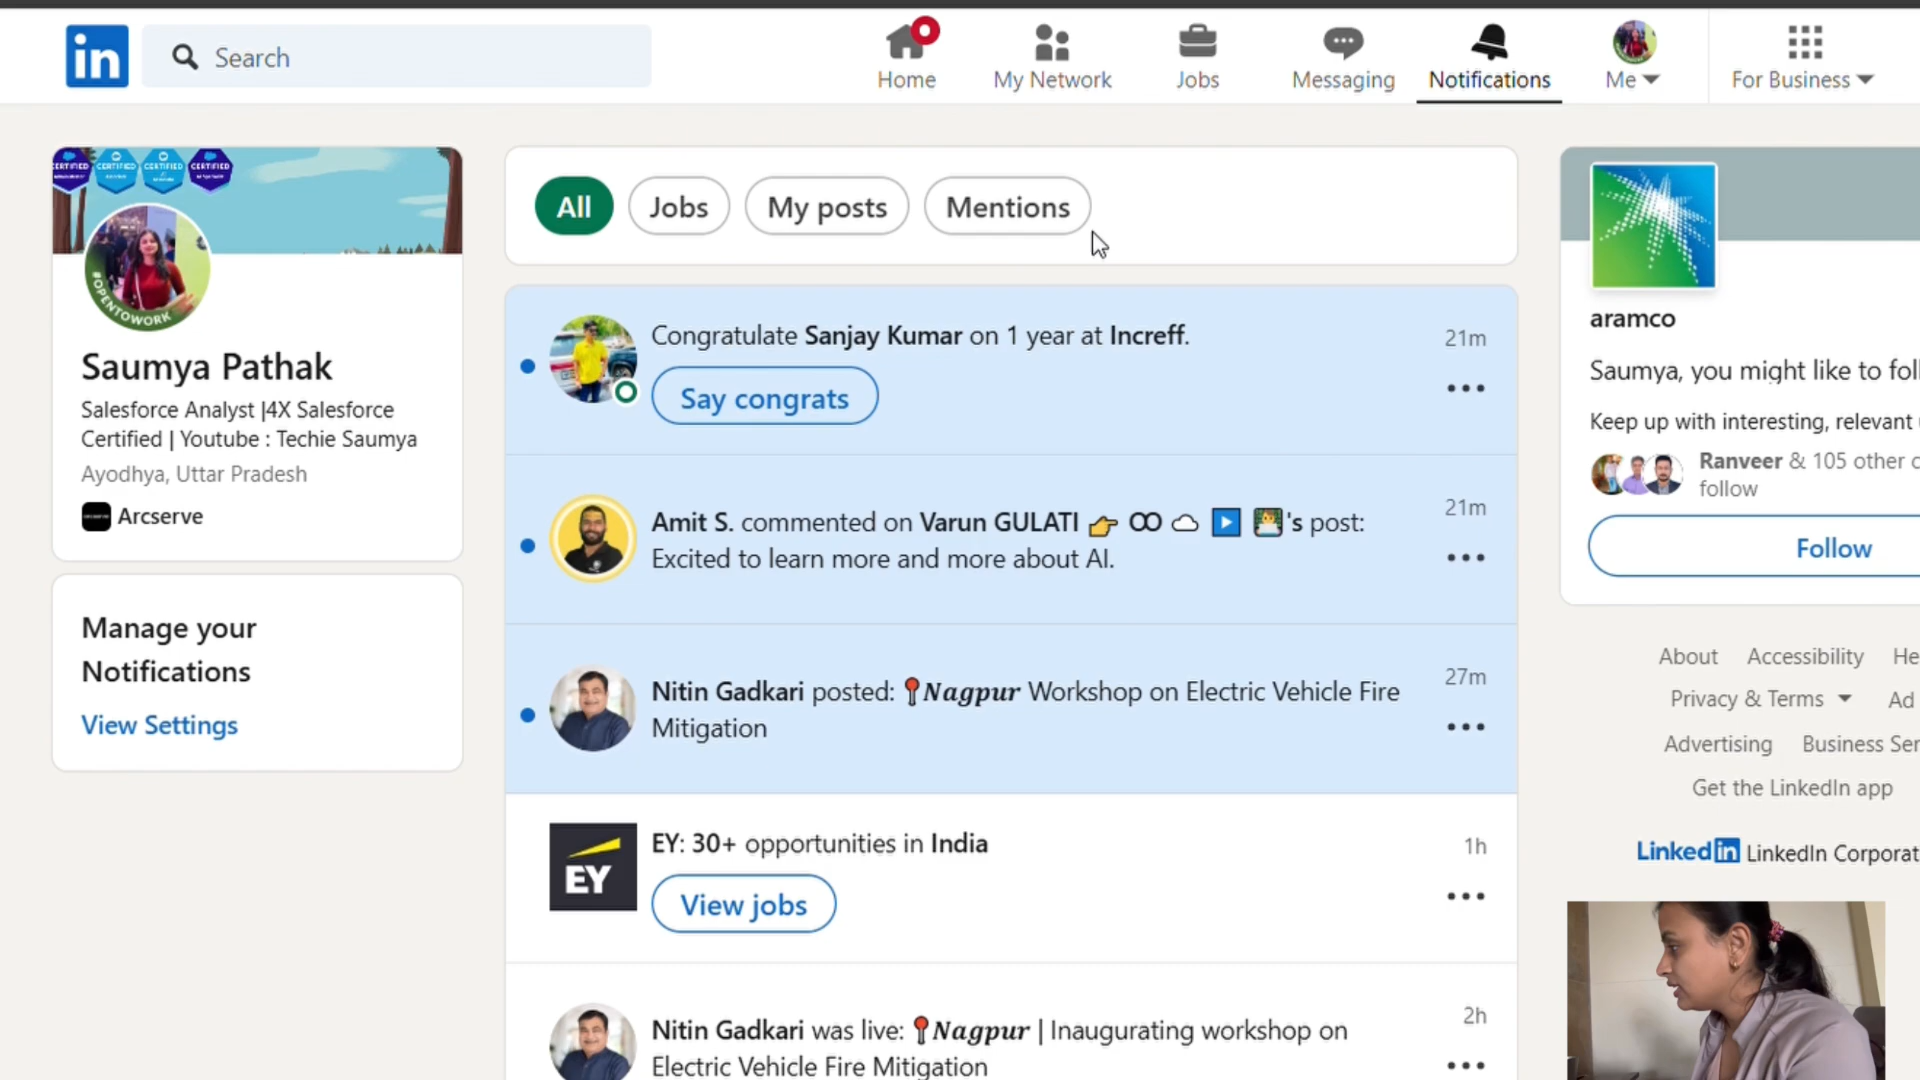 in
Search
Home
My Network
Jobs
Messaging
Notifications
Me
For Business
CERTIFIED
CERTIFIED
CERTIFIED
#OPENTOWORK
Saumya Pathak
Salesforce Analyst |4X Salesforce
Certified | Youtube : Techie Saumya
Ayodhya, Uttar Pradesh
Arcserve
Manage your
Notifications
View Settings
All
Jobs
My posts
Mentions
Congratulate Sanjay Kumar on 1 year at Increff.
21m
Say congrats
Amit S. commented on Varun GULATI 👉 ꝏ ☁ ▶️ 👨‍💻's post:
21m
Excited to learn more and more about AI.
Nitin Gadkari posted: 📍Nagpur Workshop on Electric Vehicle Fire
27m
Mitigation
EY
EY: 30+ opportunities in India
1h
View jobs
Nitin Gadkari was live: 📍Nagpur | Inaugurating workshop on
2h
Electric Vehicle Fire Mitigation
aramco
Saumya, you might like to fol
Keep up with interesting, relevant
Ranveer & 105 other
follow
Follow
About Accessibility He
Privacy & Terms Ad
Advertising Business Ser
Get the LinkedIn app
Linkedin LinkedIn Corporat